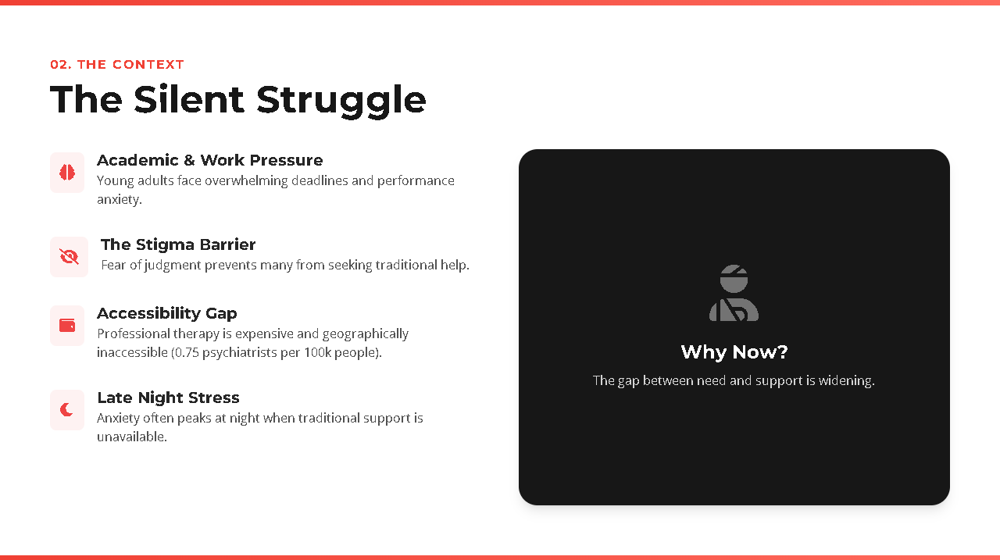 02. THE CONTEXT
The Silent Struggle
Academic & Work Pressure
Young adults face overwhelming deadlines and performance
anxiety.
The Stigma Barrier
Fear of judgment prevents many from seeking traditional help.
Accessibility Gap
Professional therapy is expensive and geographically
inaccessible (0.75 psychiatrists per 100k people).
Late Night Stress
Anxiety often peaks at night when traditional support is
unavailable.
Why Now?
The gap between need and support is widening.